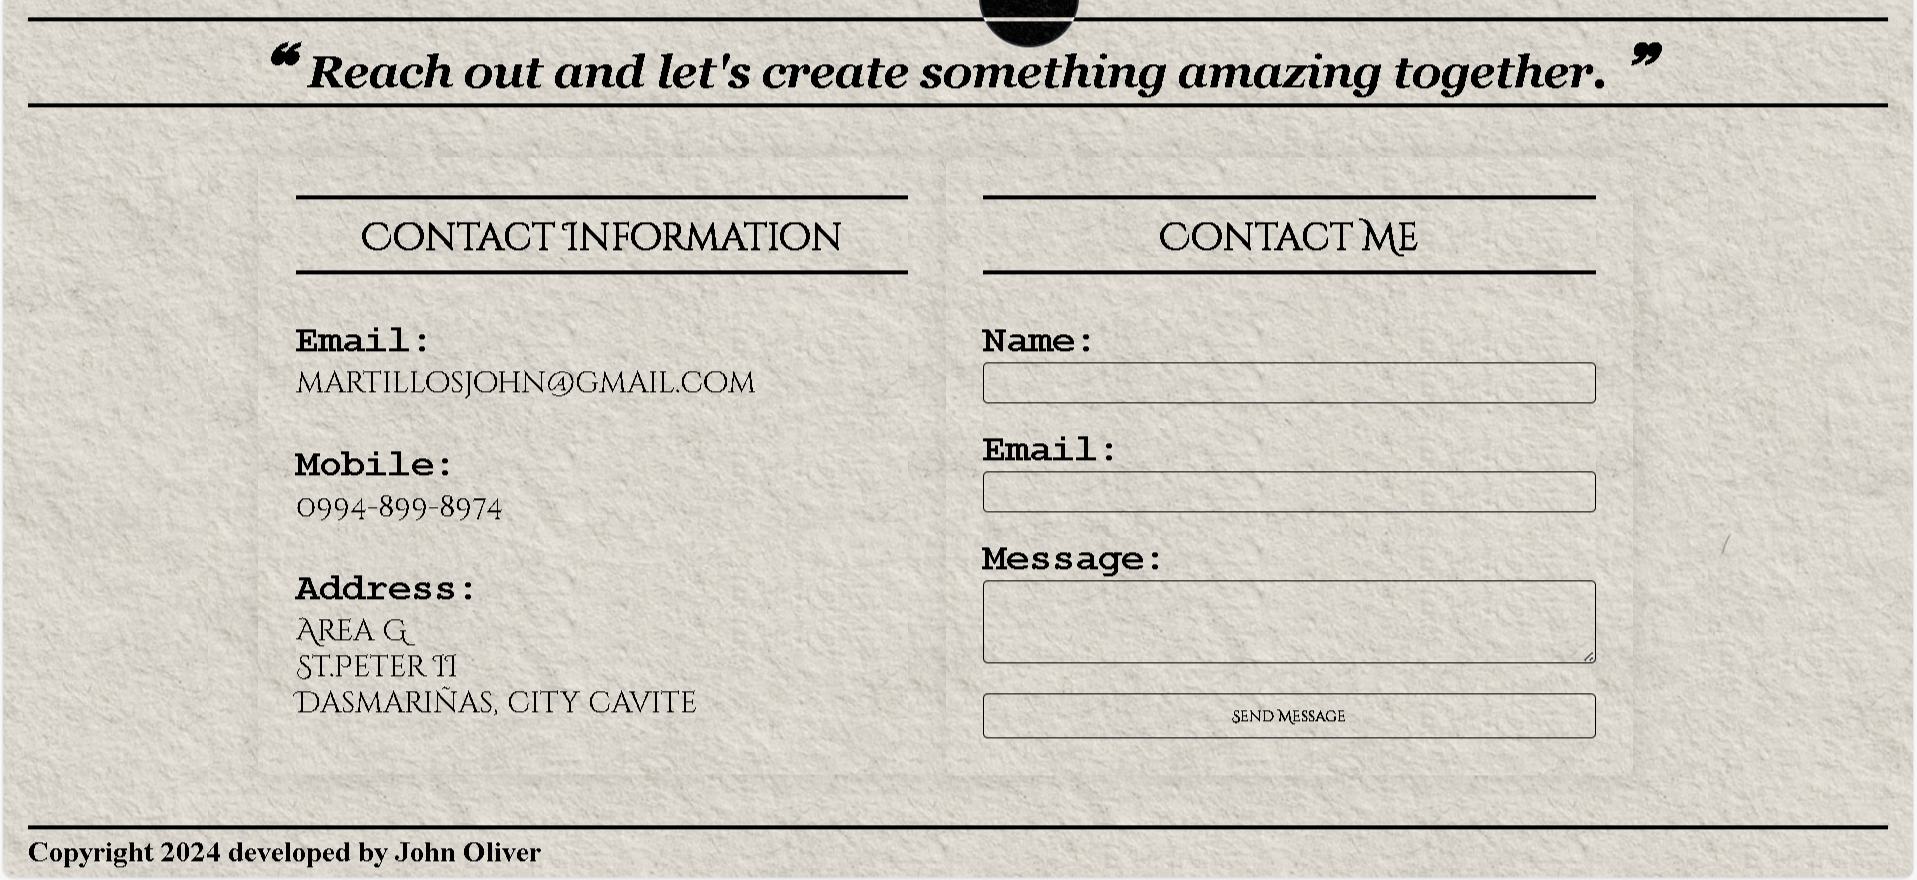 ❝ Reach out and let's create something amazing together. ❞
Contact Information
Email:
martillosjohn@gmail.com
Mobile:
0994-899-8974
Address:
Area G
St.Peter II
Dasmariñas, city cavite
Contact Me
Name:
Email:
Message:
Send Message
Copyright 2024 developed by John Oliver